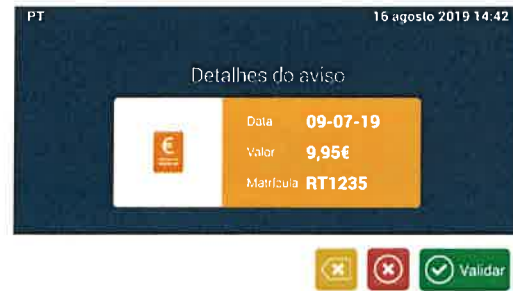 PT
16 agosto 2019 14:42
Detalhes do aviso
Data 09-07-19
€
Valor 9,95€
Matrícula RT1235
Validar